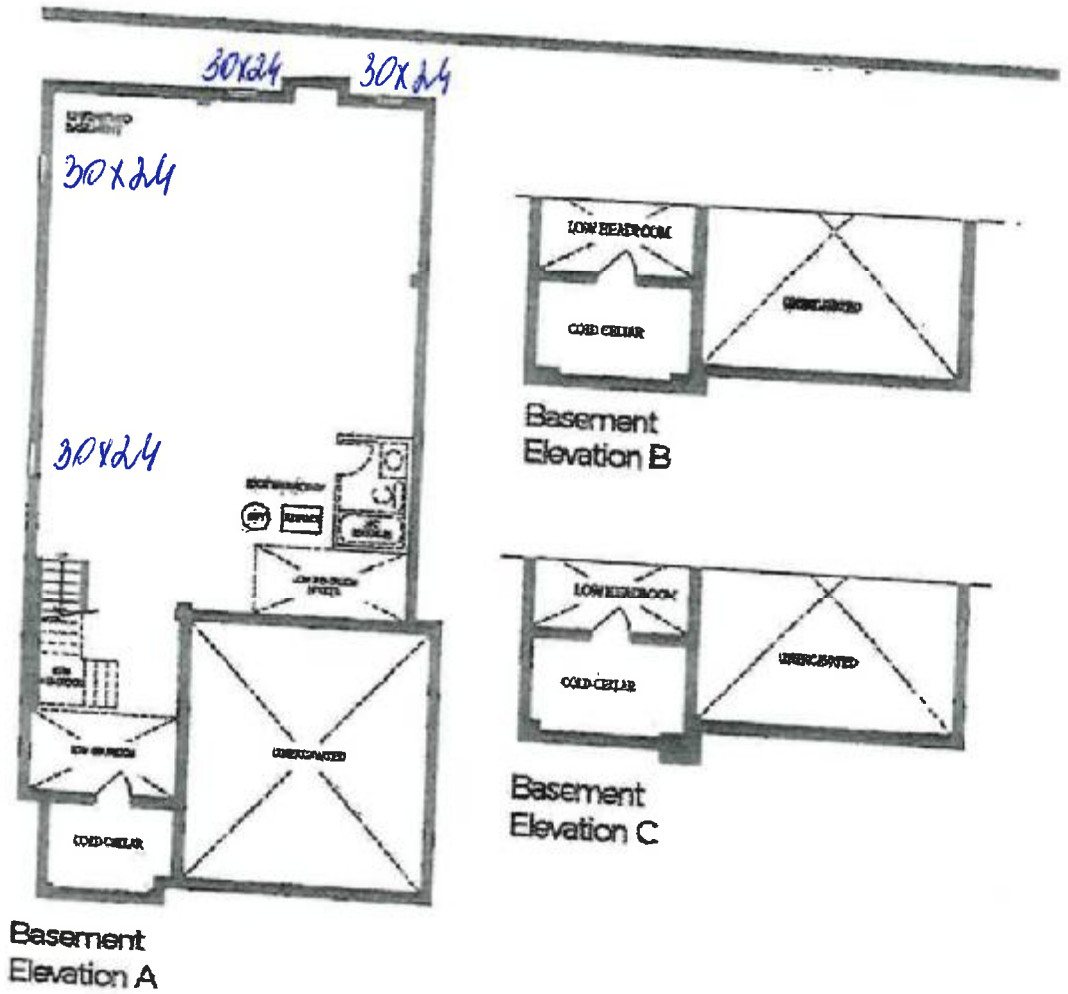 30X24
30X24
30X24
30X24
LOW HEADROOM
COLD CELLAR
Basement
Elevation B
LOW HEADROOM
UNEXCAVATED
COLD CELLAR
Basement
Elevation C
UNEXCAVATED
COLD CELLAR
Basement
Elevation A